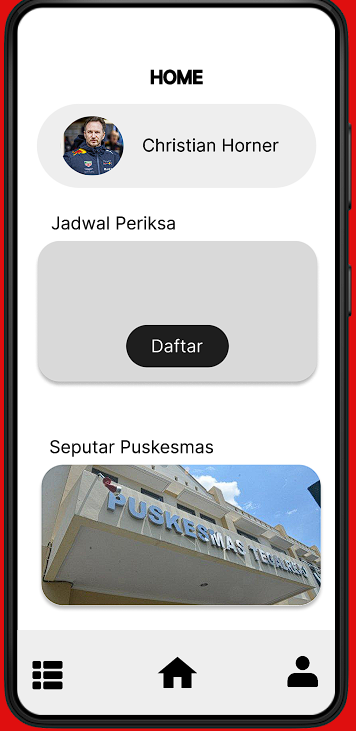 HOME
Christian Horner
Jadwal Periksa
Daftar
Seputar Puskesmas
PUSKESMAS